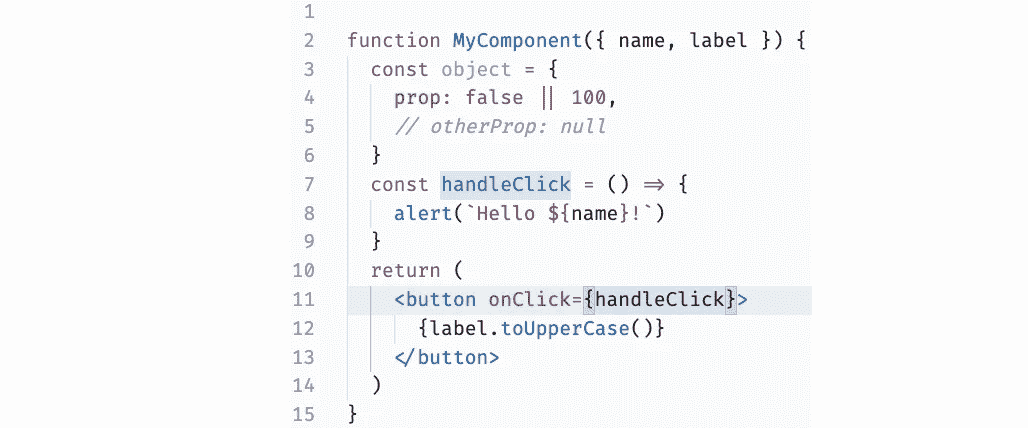 1
2 function MyComponent({ name, label }) {
3 const object = {
4 prop: false || 100,
5 // otherProp: null
6 }
7 const handleClick = () => {
8 alert(`Hello ${name}!`)
9 }
10 return (
11 <button onClick={handleClick}>
12 {label.toUpperCase()}
13 </button>
14 )
15 }